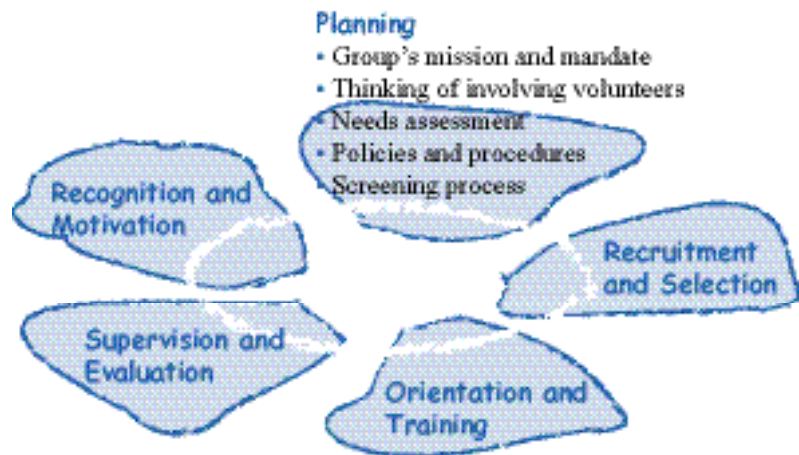 Planning
• Group's mission and mandate
• Thinking of involving volunteers
• Needs assessment
• Policies and procedures
• Screening process
Recognition and
Motivation
Recruitment
and Selection
Supervision and
Evaluation
Orientation and
Training